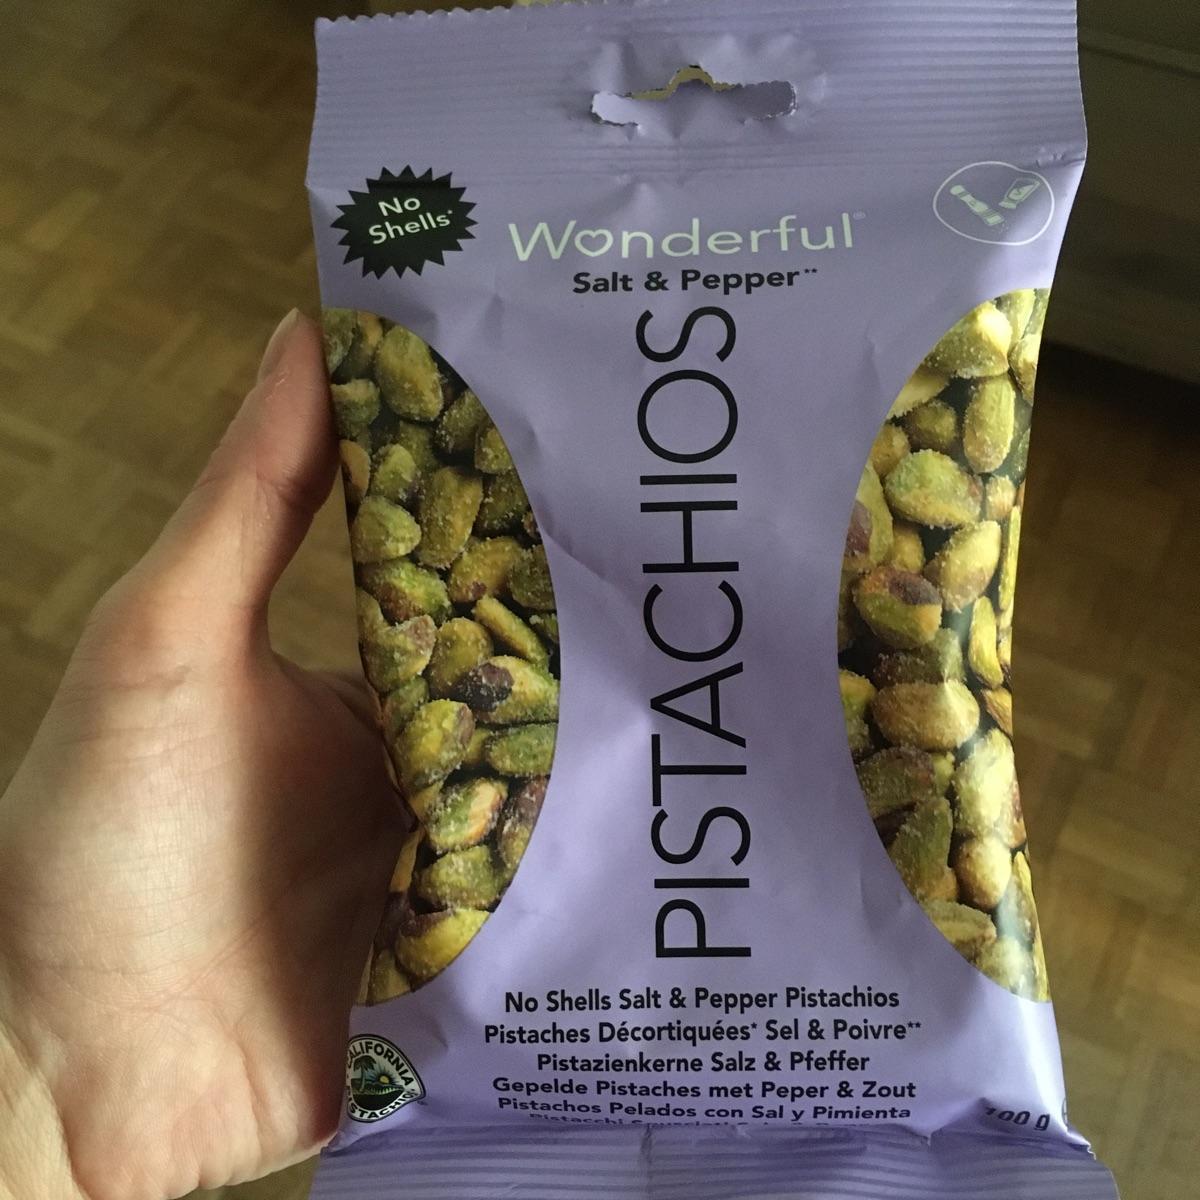 No
Shells*
Wonderful®
Salt & Pepper**
PISTACHIOS
No Shells Salt & Pepper Pistachios
Pistaches Décortiquées* Sel & Poivre**
Pistazienkerne Salz & Pfeffer
Gepelde Pistaches met Peper & Zout
Pistachos Pelados con Sal y Pimienta
Pistacchi
CALIFORNIA
PISTACHIOS
100 g